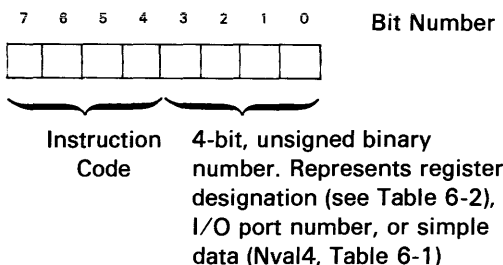 7 6 5 4 3 2 1 0 Bit Number
Instruction Code
4-bit, unsigned binary
number. Represents register
designation (see Table 6-2),
I/O port number, or simple
data (Nval4, Table 6-1)